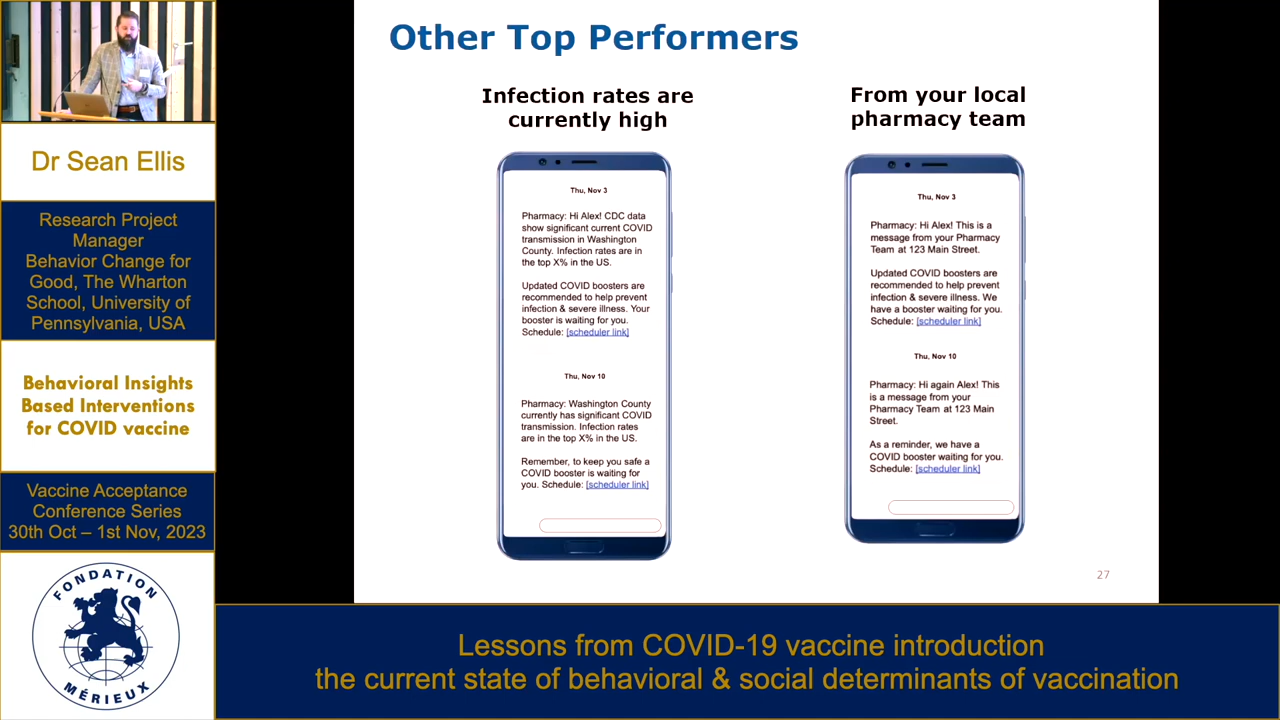 Dr Sean Ellis
Research Project
Manager
Behavior Change for
Good, The Wharton
School, University of
Pennsylvania, USA
Behavioral Insights
Based Interventions
for COVID vaccine
Vaccine Acceptance
Conference Series
30th Oct – 1st Nov, 2023
FONDATION
MÉRIEUX
Other Top Performers
Infection rates are
currently high
Thu, Nov 3
Pharmacy: Hi Alex! CDC data
show significant current COVID
transmission in Washington
County. Infection rates are in
the top X% in the US.
Updated COVID boosters are
recommended to help prevent
infection & severe illness. Your
booster is waiting for you.
Schedule: [scheduler link]
Thu, Nov 10
Pharmacy: Washington County
currently has significant COVID
transmission. Infection rates
are in the top X% in the US.
Remember, to keep you safe a
COVID booster is waiting for
you. Schedule: [scheduler link]
From your local
pharmacy team
Thu, Nov 3
Pharmacy: Hi Alex! This is a
message from your Pharmacy
Team at 123 Main Street.
Updated COVID boosters are
recommended to help prevent
infection & severe illness. We
have a booster waiting for you.
Schedule: [scheduler link]
Thu, Nov 10
Pharmacy: Hi again Alex! This
is a message from your
Pharmacy Team at 123 Main
Street.
As a reminder, we have a
COVID booster waiting for you.
Schedule: [scheduler link]
27
Lessons from COVID-19 vaccine introduction
the current state of behavioral & social determinants of vaccination